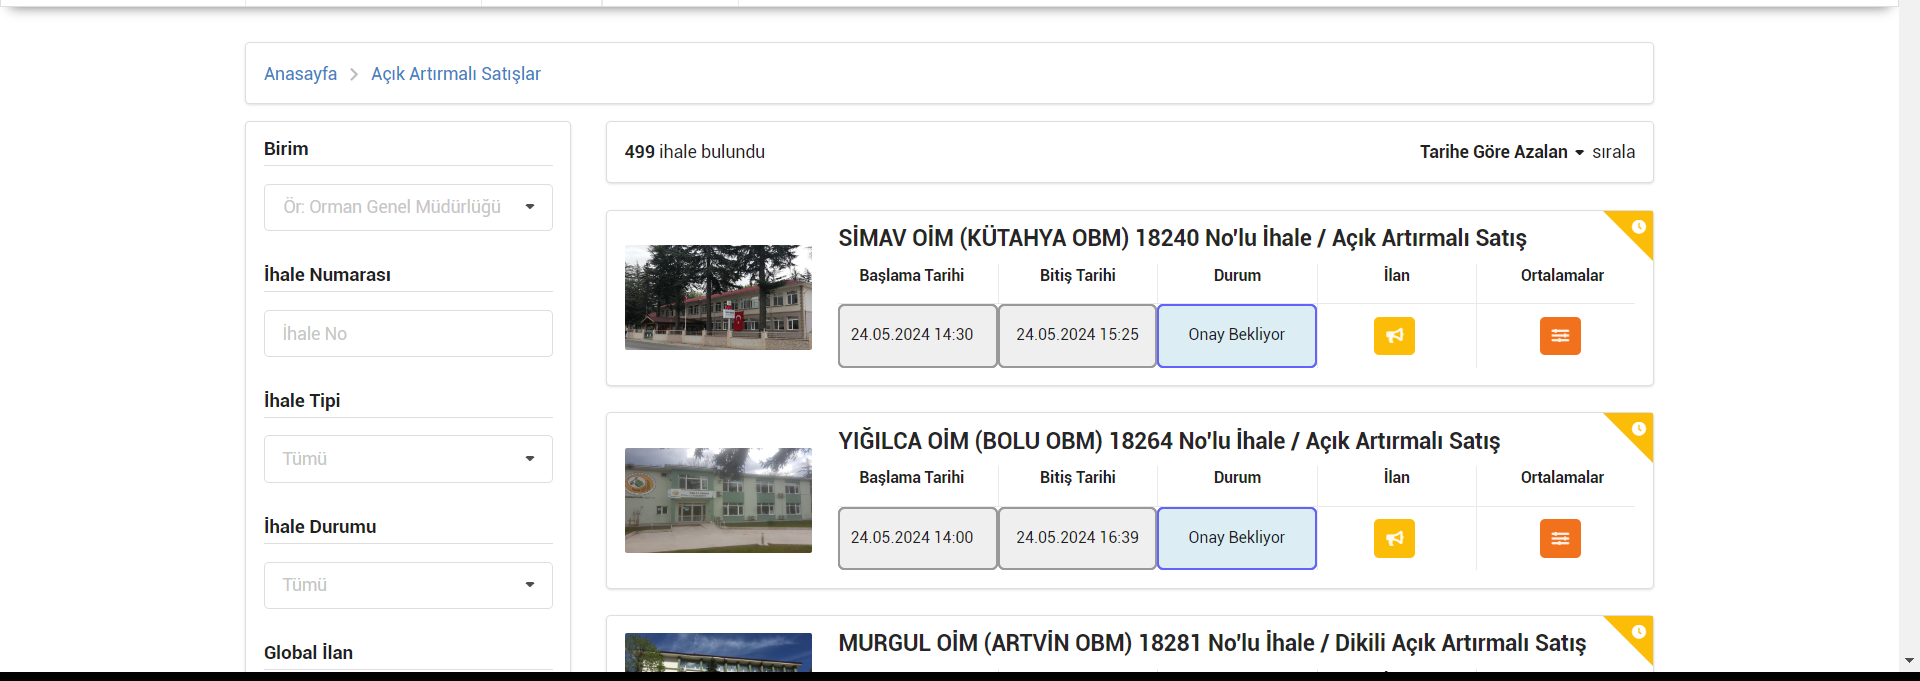 Anasayfa > Açık Artırmalı Satışlar
Birim
Ör: Orman Genel Müdürlüğü
İhale Numarası
İhale No
İhale Tipi
Tümü
İhale Durumu
Tümü
Global İlan
499 ihale bulundu
Tarihe Göre Azalan sırala
SİMAV OİM (KÜTAHYA OBM) 18240 No'lu İhale / Açık Artırmalı Satış
Başlama Tarihi Bitiş Tarihi Durum İlan Ortalamalar
24.05.2024 14:30 24.05.2024 15:25 Onay Bekliyor
YIĞILCA OİM (BOLU OBM) 18264 No'lu İhale / Açık Artırmalı Satış
Başlama Tarihi Bitiş Tarihi Durum İlan Ortalamalar
24.05.2024 14:00 24.05.2024 16:39 Onay Bekliyor
MURGUL OİM (ARTVİN OBM) 18281 No'lu İhale / Dikili Açık Artırmalı Satış